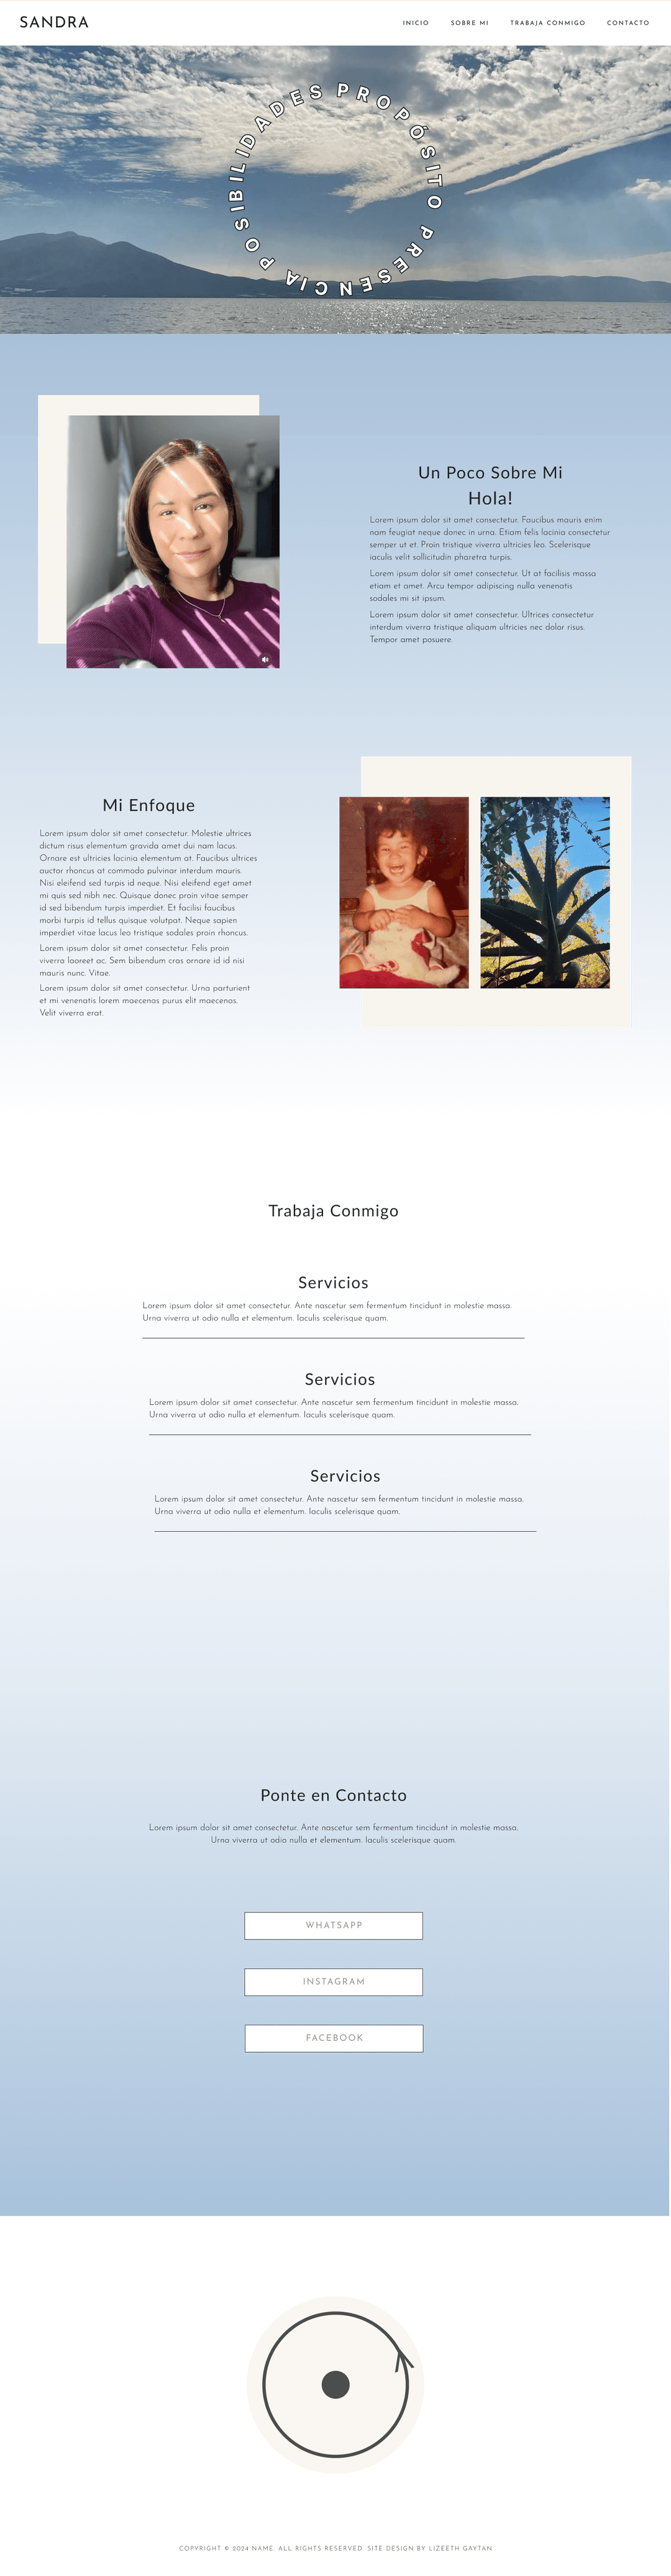 SANDRA
INICIO SOBRE MI TRABAJA CONMIGO CONTACTO
PROPÓSITO PRESENCIA POSIBILIDADES
Un Poco Sobre Mi
Hola!
Lorem ipsum dolor sit amet consectetur. Faucibus mauris enim
nam feugiat neque donec in urna. Etiam felis lacinia consectetur
semper ut et. Proin tristique viverra ultricies leo. Scelerisque
iaculis velit sollicitudin pharetra turpis.
Lorem ipsum dolor sit amet consectetur. Ut at facilisis massa
etiam et amet. Arcu tempor adipiscing nulla venenatis
sodales mi sit ipsum.
Lorem ipsum dolor sit amet consectetur. Ultrices consectetur
interdum viverra tristique aliquam ultricies nec dolor risus.
Tempor amet posuere.
Mi Enfoque
Lorem ipsum dolor sit amet consectetur. Molestie ultrices
dictum risus elementum gravida amet dui nam lacus.
Ornare est ultricies lacinia elementum at. Faucibus ultrices
auctor rhoncus at commodo pulvinar interdum mauris.
Nisi eleifend sed turpis id neque. Nisi eleifend eget amet
mi quis sed nibh nec. Quisque donec proin vitae semper
id sed bibendum turpis imperdiet. Et facilisi faucibus
morbi turpis id tellus quisque volutpat. Neque sapien
imperdiet vitae lacus leo tristique sodales proin rhoncus.
Lorem ipsum dolor sit amet consectetur. Felis proin
viverra laoreet ac. Sem bibendum cras ornare id id nisi
mauris nunc. Vitae.
Lorem ipsum dolor sit amet consectetur. Urna parturient
et mi venenatis lorem maecenas purus elit maecenas.
Velit viverra erat.
Trabaja Conmigo
Servicios
Lorem ipsum dolor sit amet consectetur. Ante nascetur sem fermentum tincidunt in molestie massa.
Urna viverra ut odio nulla et elementum. Iaculis scelerisque quam.
Servicios
Lorem ipsum dolor sit amet consectetur. Ante nascetur sem fermentum tincidunt in molestie massa.
Urna viverra ut odio nulla et elementum. Iaculis scelerisque quam.
Servicios
Lorem ipsum dolor sit amet consectetur. Ante nascetur sem fermentum tincidunt in molestie massa.
Urna viverra ut odio nulla et elementum. Iaculis scelerisque quam.
Ponte en Contacto
Lorem ipsum dolor sit amet consectetur. Ante nascetur sem fermentum tincidunt in molestie massa.
Urna viverra ut odio nulla et elementum. Iaculis scelerisque quam.
WHATSAPP
INSTAGRAM
FACEBOOK
COPYRIGHT © 2024 NAME. ALL RIGHTS RESERVED. SITE DESIGN BY LIZEETH GAYTAN